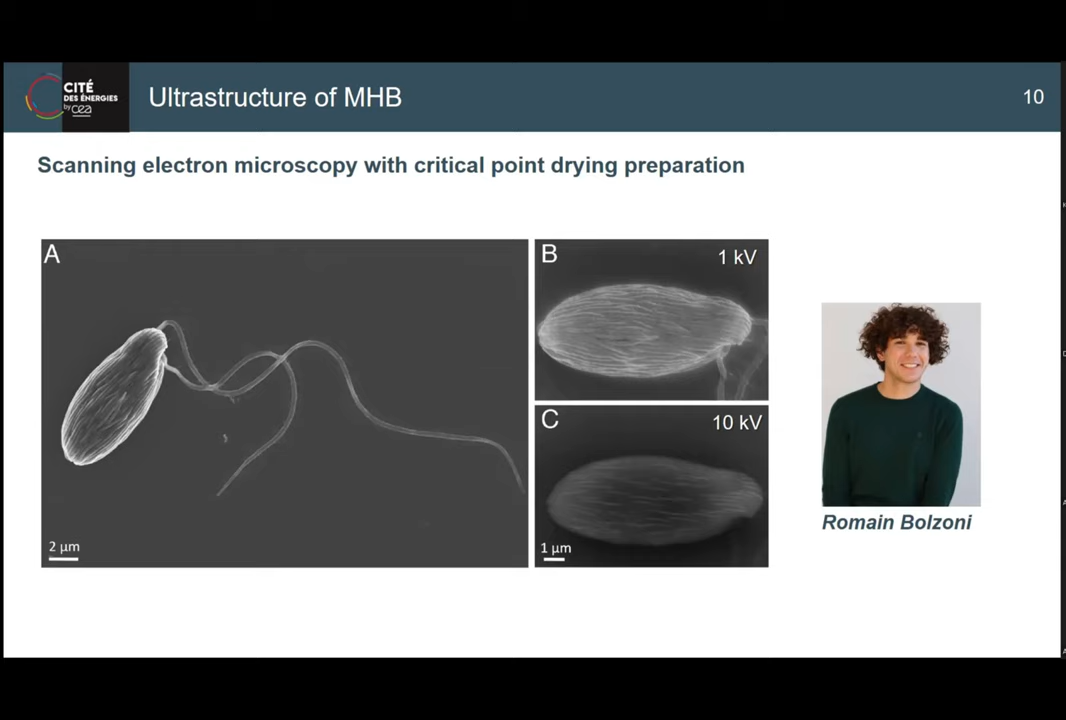 CITÉ
DES ÉNERGIES
by cea
Ultrastructure of MHB
10
Scanning electron microscopy with critical point drying preparation
A
2 μm
B
1 kV
C
10 kV
1 μm
Romain Bolzoni